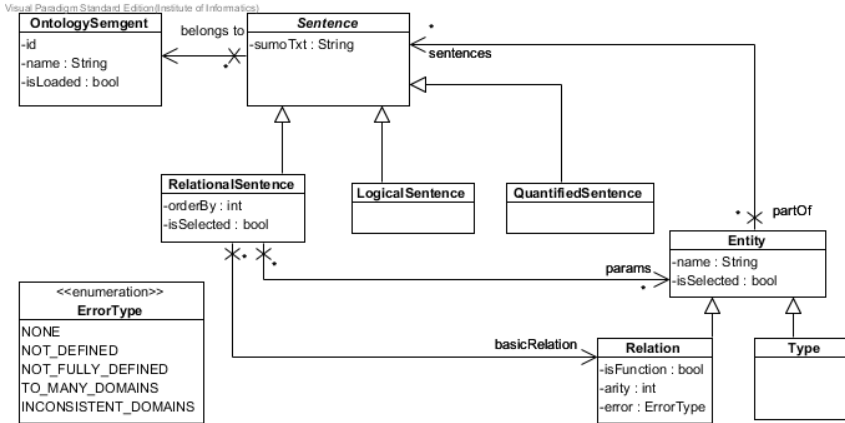 Visual Paradigm Standard Edition(Institute of Informatics)
OntologySemgent
-id
-name : String
-isLoaded : bool
belongs to
*
Sentence
-sumoTxt : String
*
sentences
RelationalSentence
-orderBy : int
-isSelected : bool
LogicalSentence
QuantifiedSentence
* partOf
Entity
-name : String
-isSelected : bool
*
*
params
*
<<enumeration>>
ErrorType
NONE
NOT_DEFINED
NOT_FULLY_DEFINED
TO_MANY_DOMAINS
INCONSISTENT_DOMAINS
basicRelation
Relation
-isFunction : bool
-arity : int
-error : ErrorType
Type